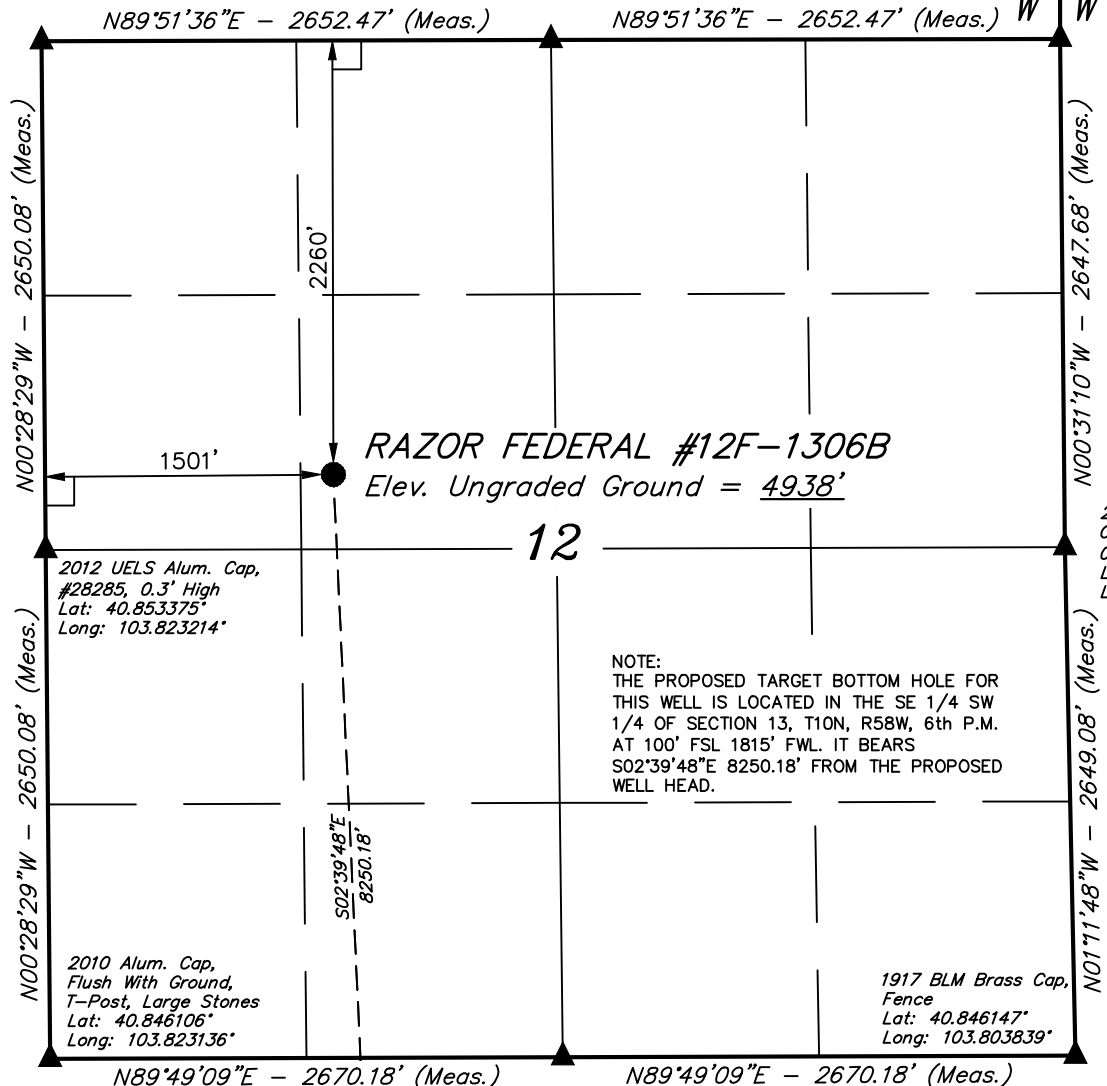 N89°51'36"E - 2652.47' (Meas.)
N89°51'36"E - 2652.47' (Meas.)
W
W
N00°28'29"W - 2650.08' (Meas.)
N00°31'10"W - 2647.68' (Meas.)
2260'
1501'
RAZOR FEDERAL #12F-1306B
Elev. Ungraded Ground = 4938'
12
2012 UELS Alum. Cap,
#28285, 0.3' High
Lat: 40.853375°
Long: 103.823214°
NOTE:
THE PROPOSED TARGET BOTTOM HOLE FOR
THIS WELL IS LOCATED IN THE SE 1/4 SW
1/4 OF SECTION 13, T10N, R58W, 6th P.M.
AT 100' FSL 1815' FWL. IT BEARS
S02°39'48"E 8250.18' FROM THE PROPOSED
WELL HEAD.
N00°28'29"W - 2650.08' (Meas.)
S02°39'48"E
8250.18'
N01°11'48"W - 2649.08' (Meas.)
2010 Alum. Cap,
Flush With Ground,
T-Post, Large Stones
Lat: 40.846106°
Long: 103.823136°
1917 BLM Brass Cap,
Fence
Lat: 40.846147°
Long: 103.803839°
N89°49'09"E - 2670.18' (Meas.)
N89°49'09"E - 2670.18' (Meas.)